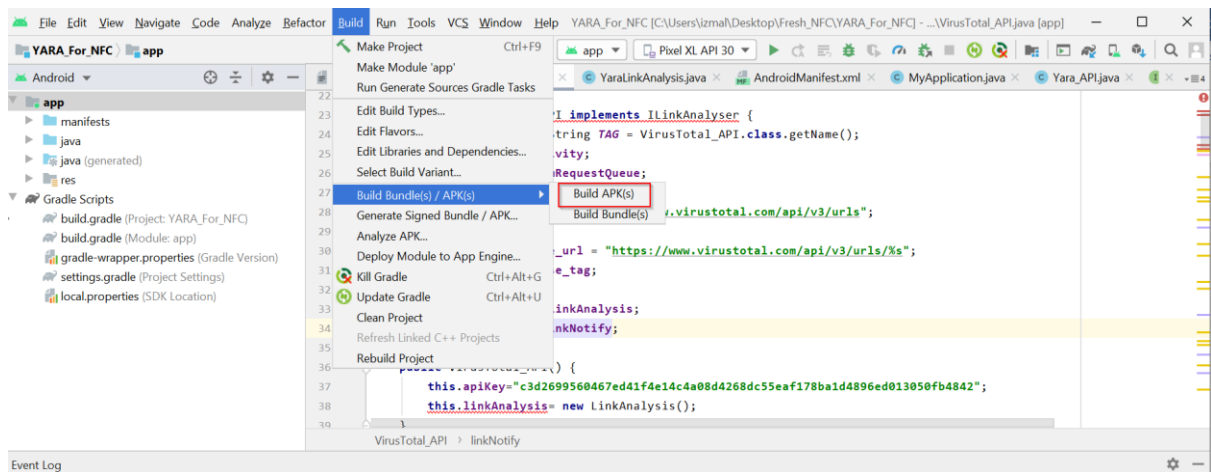 File Edit View Navigate Code Analyze Refactor Build Run Tools VCS Window Help YARA_For_NFC [C:\Users\izmal\Desktop\Fresh_NFC\YARA_For_NFC] - ...\VirusTotal_API.java [app]
YARA_For_NFC app
app Pixel XL API 30
Android
YaraLinkAnalysis.java AndroidManifest.xml MyApplication.java Yara_API.java 4
app
manifests
java
java (generated)
res
Gradle Scripts
build.gradle (Project: YARA_For_NFC)
build.gradle (Module: app)
gradle-wrapper.properties (Gradle Version)
settings.gradle (Project Settings)
local.properties (SDK Location)
Make Project Ctrl+F9
Make Module 'app'
Run Generate Sources Gradle Tasks
Edit Build Types...
Edit Flavors...
Edit Libraries and Dependencies...
Select Build Variant...
Build Bundle(s) / APK(s)
Generate Signed Bundle / APK...
Analyze APK...
Deploy Module to App Engine...
Kill Gradle Ctrl+Alt+G
Update Gradle Ctrl+Alt+U
Clean Project
Refresh Linked C++ Projects
Rebuild Project
Build APK(s)
Build Bundle(s)
22
23 I implements ILinkAnalyser {
24 tring TAG = VirusTotal_API.class.getName();
25 vity;
26 RequestQueue;
27
28 .virustotal.com/api/v3/urls";
29
30 _url = "https://www.virustotal.com/api/v3/urls/%s";
31 e_tag;
32
33 inkAnalysis;
34 nkNotify;
35
36 public VirusTotal_API() {
37 this.apiKey="c3d2699560467ed41f4e14c4a08d4268dc55eaf178ba1d4896ed013050fb4842";
38 this.linkAnalysis= new LinkAnalysis();
39 }
VirusTotal_API linkNotify
Event Log